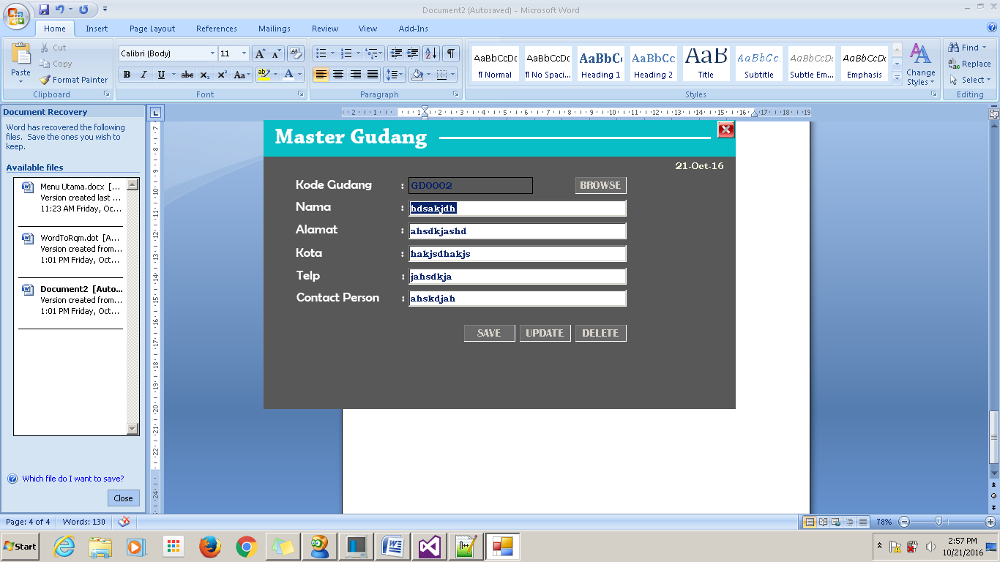 Document2 (Autosaved) - Microsoft Word
Home Insert Page Layout References Mailings Review View Add-Ins
Paste
Cut
Copy
Format Painter
Clipboard
Calibri (Body) 11
Font
Paragraph
AaBbCcDc AaBbCcDc AaBbCc AaBbCc AaB AaBbCc. AaBbCcDc AaBbCcDc
¶ Normal ¶ No Spaci... Heading 1 Heading 2 Title Subtitle Subtle Em... Emphasis
Change Styles
Styles
Find
Replace
Select
Editing
Document Recovery
Word has recovered the following
files. Save the ones you wish to
keep.
Available files
Menu Utama.docx [...
Version created last ...
11:23 AM Friday, Oc...
WordToRqm.dot [A...
Version created from...
1:01 PM Friday, Oct...
Document2 [Auto...
Version created from...
1:01 PM Friday, Oct...
Which file do I want to save?
Close
Master Gudang
21-Oct-16
Kode Gudang : GD0002 BROWSE
Nama : hdsakjdh
Alamat : ahsdkjashd
Kota : hakjsdhakjs
Telp : jahsdkja
Contact Person : ahskdjah
SAVE UPDATE DELETE
Page: 4 of 4 Words: 130
78%
Start
2:57 PM
10/21/2016